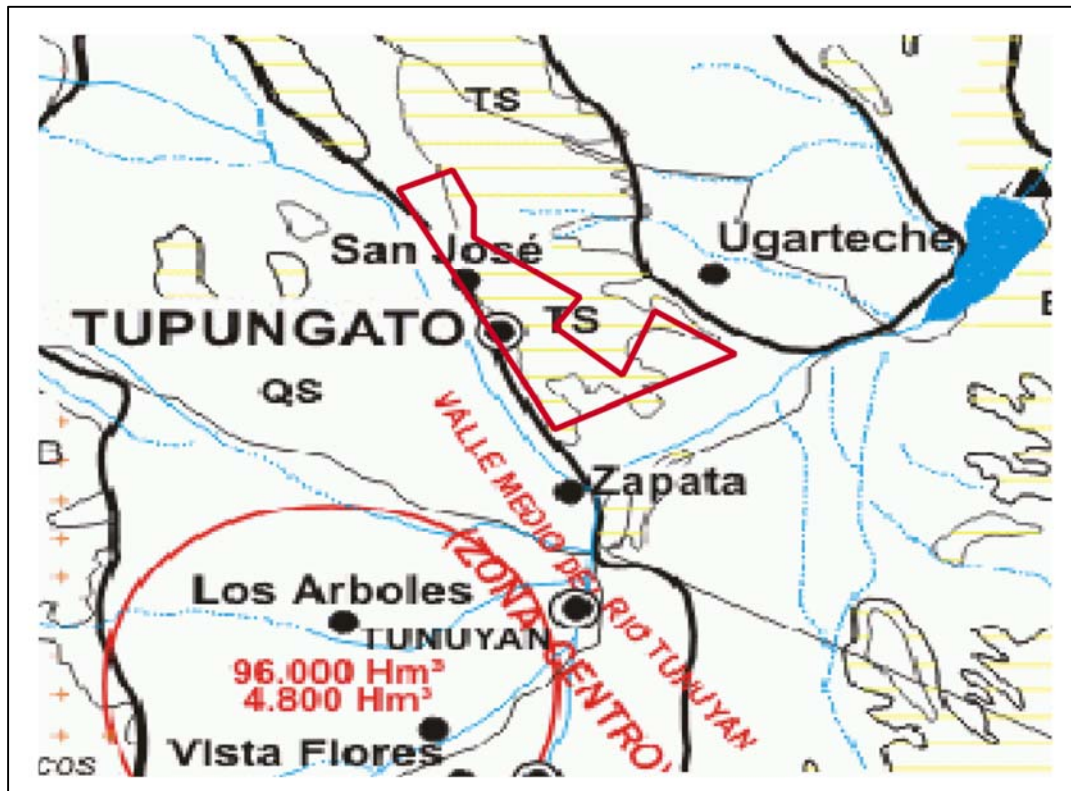 TS
San José
Ugarteche
TUPUNGATO
TS
QS
B
E
VALLE MEDIO DEL RIO TUNUYAN
(ZONA CENTRO)
Zapata
Los Arboles
TUNUYAN
96.000 Hm³
4.800 Hm³
Vista Flores
cos